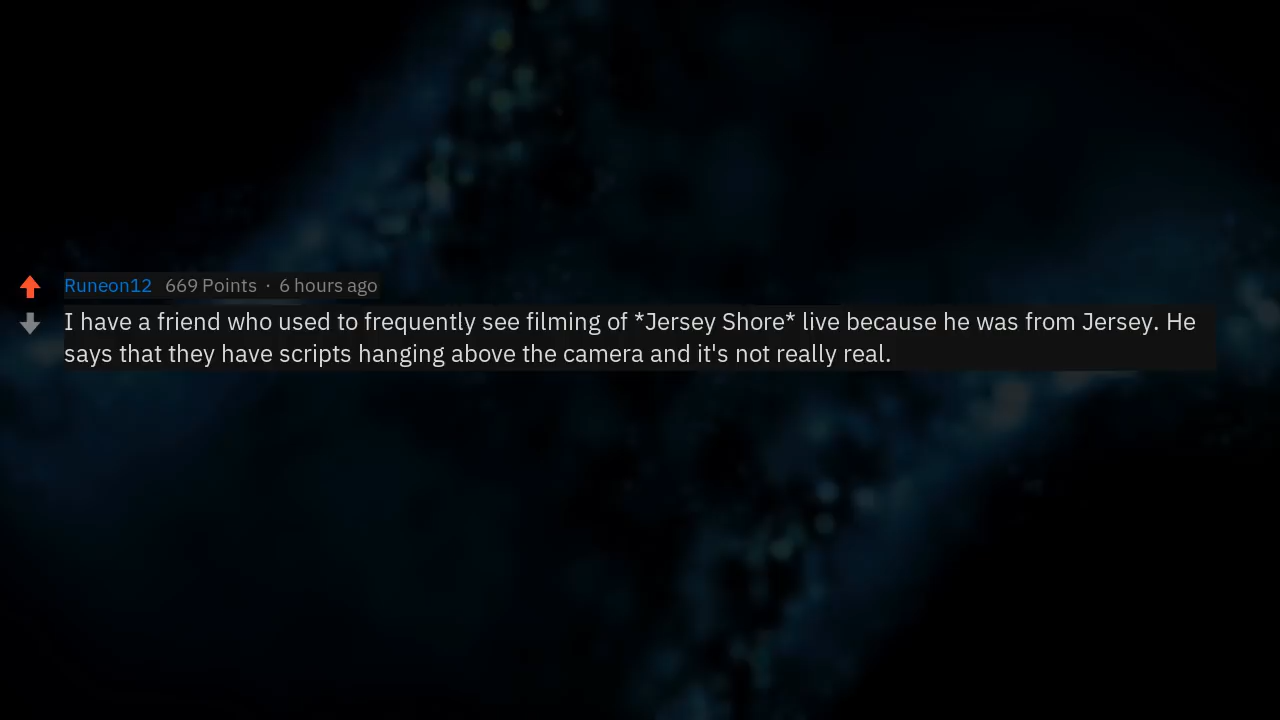 Runeon12 669 Points · 6 hours ago
I have a friend who used to frequently see filming of *Jersey Shore* live because he was from Jersey. He
says that they have scripts hanging above the camera and it's not really real.